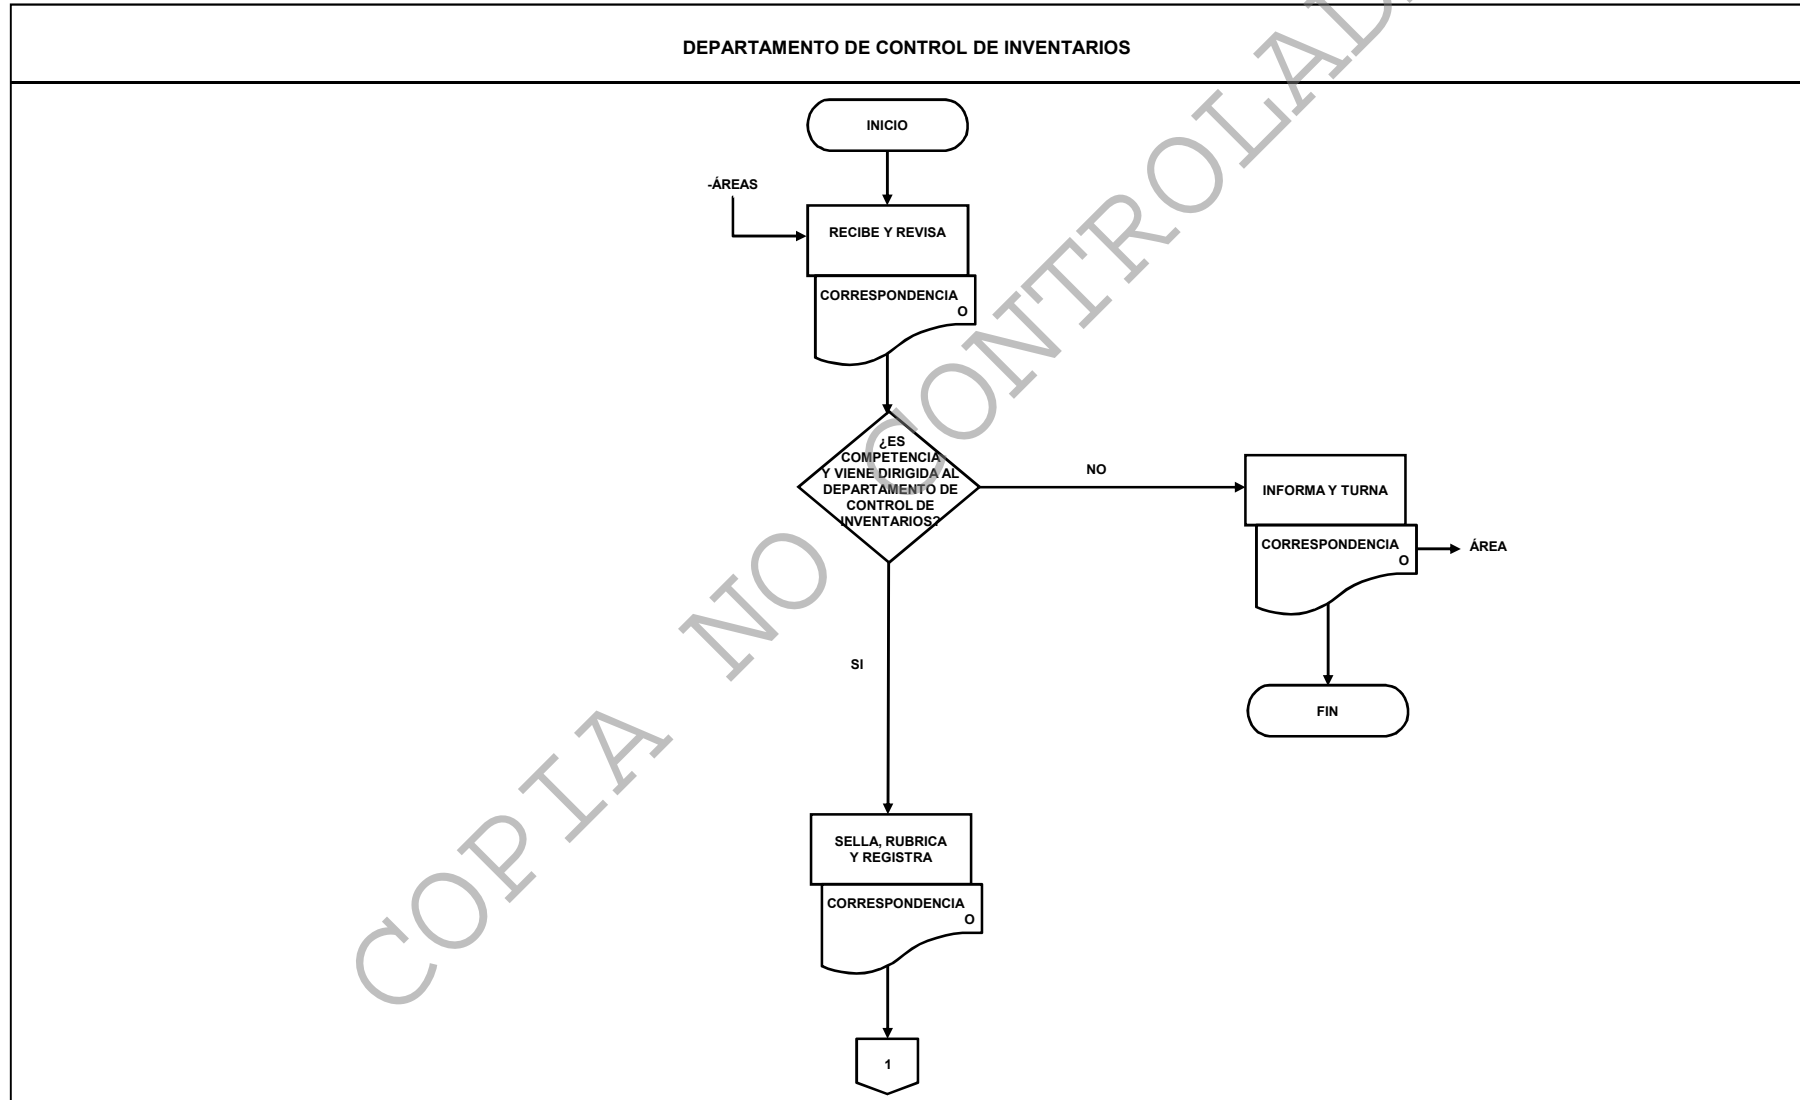 DEPARTAMENTO DE CONTROL DE INVENTARIOS
INICIO
-ÁREAS
RECIBE Y REVISA
CORRESPONDENCIA
O
¿ES
COMPETENCIA
Y VIENE DIRIGIDA AL
DEPARTAMENTO DE
CONTROL DE
INVENTARIOS?
NO
INFORMA Y TURNA
CORRESPONDENCIA
O
ÁREA
FIN
SI
SELLA, RUBRICA
Y REGISTRA
CORRESPONDENCIA
O
1
COPIA NO CONTROLAD